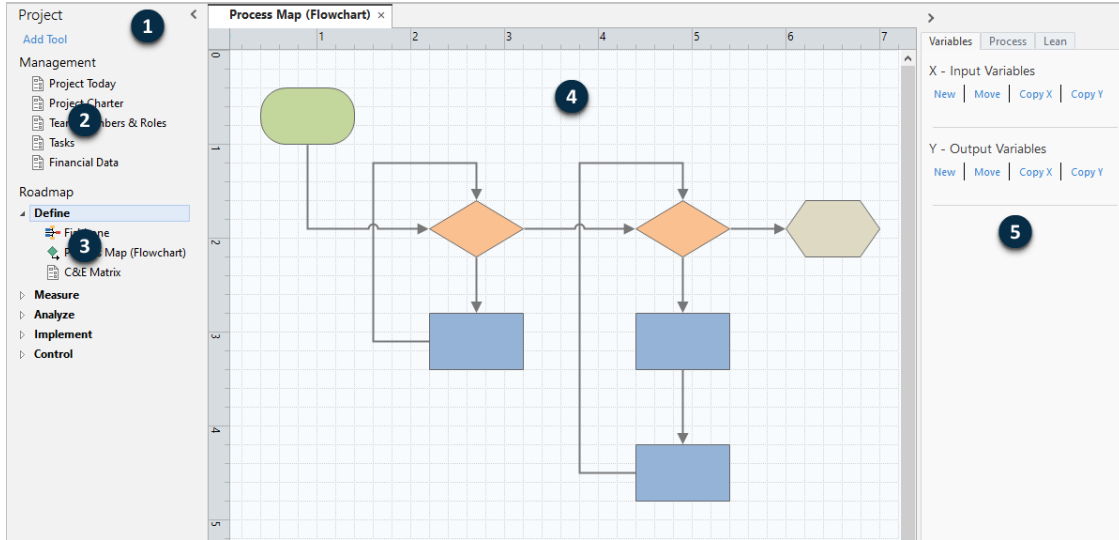 Project
1
Add Tool
Management
Project Today
Project Charter
2
& Roles
Tasks
Financial Data
Roadmap
Define
3
Map (Flowchart)
C&E Matrix
Measure
Analyze
Implement
Control
Process Map (Flowchart) ×
1 2 3 4 5 6 7
0
1
2
3
4
5
4
Variables Process Lean
X - Input Variables
New Move Copy X Copy Y
Y - Output Variables
New Move Copy X Copy Y
5